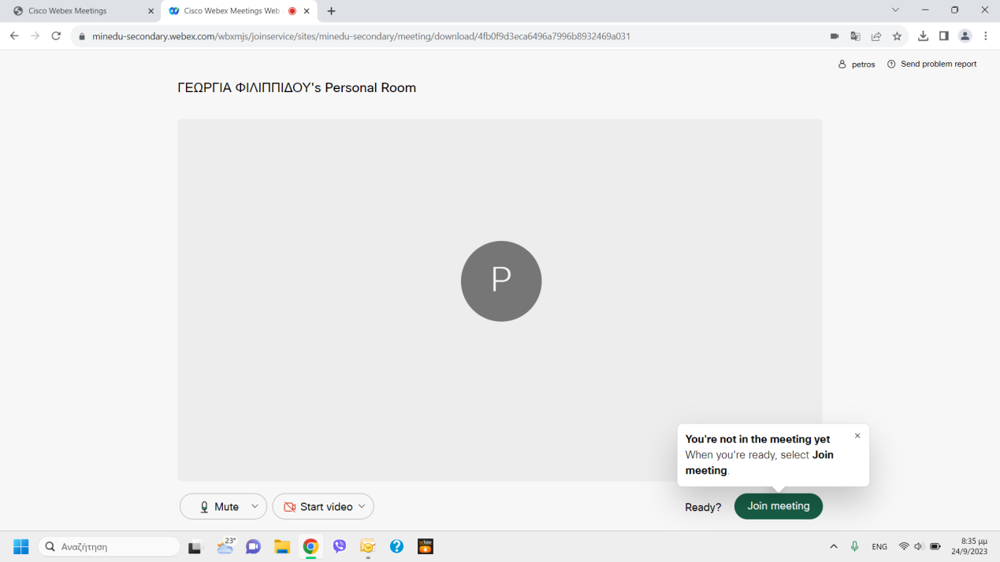 Cisco Webex Meetings
Cisco Webex Meetings Web
minedu-secondary.webex.com/wbxmjs/joinservice/sites/minedu-secondary/meeting/download/4fb0f9d3eca6496a7996b8932469a031
petros
Send problem report
ΓΕΩΡΓΙΑ ΦΙΛΙΠΠΙΔΟΥ's Personal Room
P
You're not in the meeting yet
When you're ready, select Join
meeting.
Mute
Start video
Ready?
Join meeting
Αναζήτηση
23°
ENG
8:35 μμ
24/9/2023